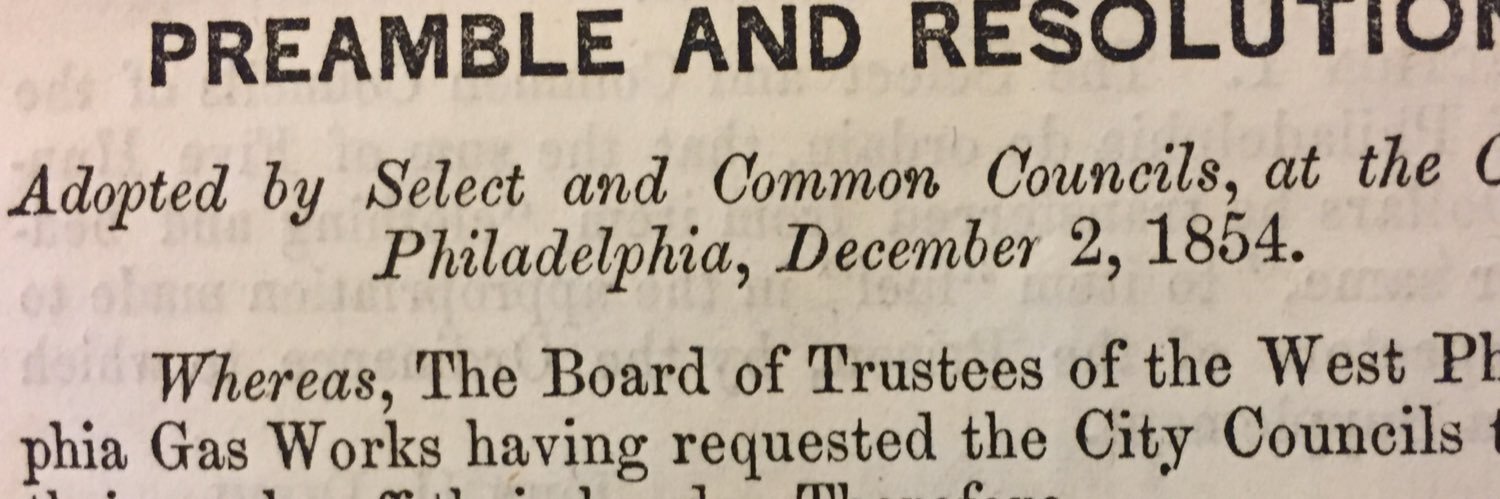 PREAMBLE AND RESOLUTION
Adopted by Select and Common Councils, at the C
Philadelphia, December 2, 1854.
Whereas, The Board of Trustees of the West Ph
phia Gas Works having requested the City Councils t